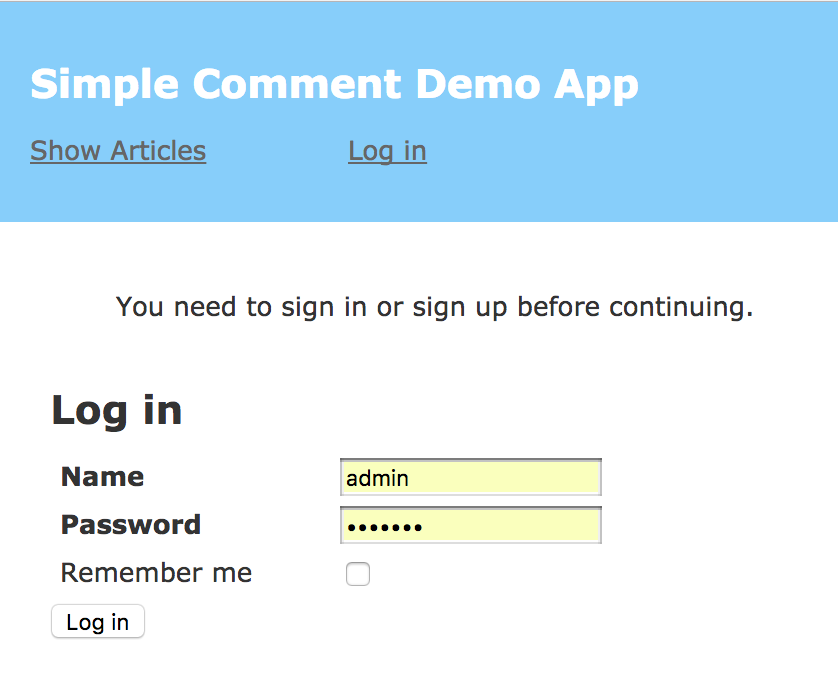 Simple Comment Demo App
Show Articles Log in
You need to sign in or sign up before continuing.
Log in
Name admin
Password •••••••
Remember me
Log in